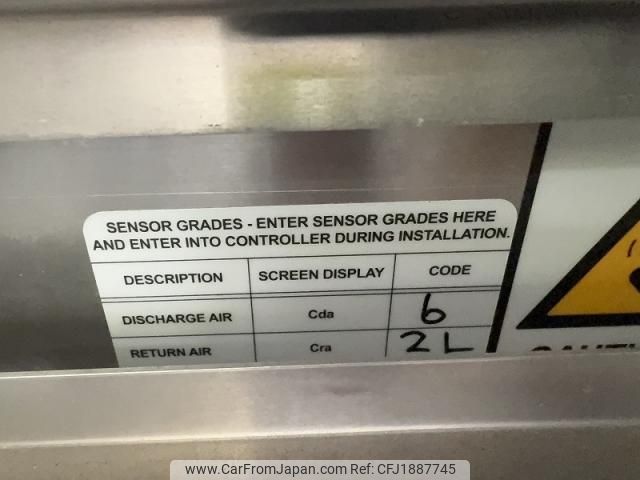 SENSOR GRADES - ENTER SENSOR GRADES HERE
AND ENTER INTO CONTROLLER DURING INSTALLATION.
DESCRIPTION SCREEN DISPLAY CODE
DISCHARGE AIR Cda 6
RETURN AIR Cra 2L
www.CarFromJapan.com Ref: CFJ1887745